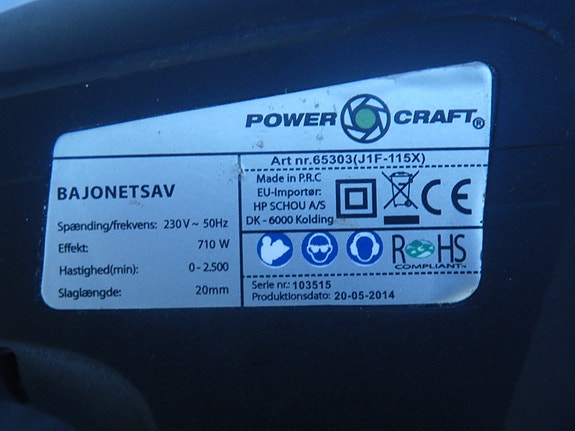 POWER CRAFT®
Art nr.65303(J1F-115X)
BAJONETSAV
Spænding/frekvens: 230V~ 50Hz
Effekt: 710 W
Hastighed(min): 0-2.500
Slaglængde: 20mm
Made in P.R.C
EU-Importør:
HP SCHOU A/S
DK - 6000 Kolding
CE
RoHS
COMPLIANT
Serie nr.: 103515
Produktionsdato: 20-05-2014